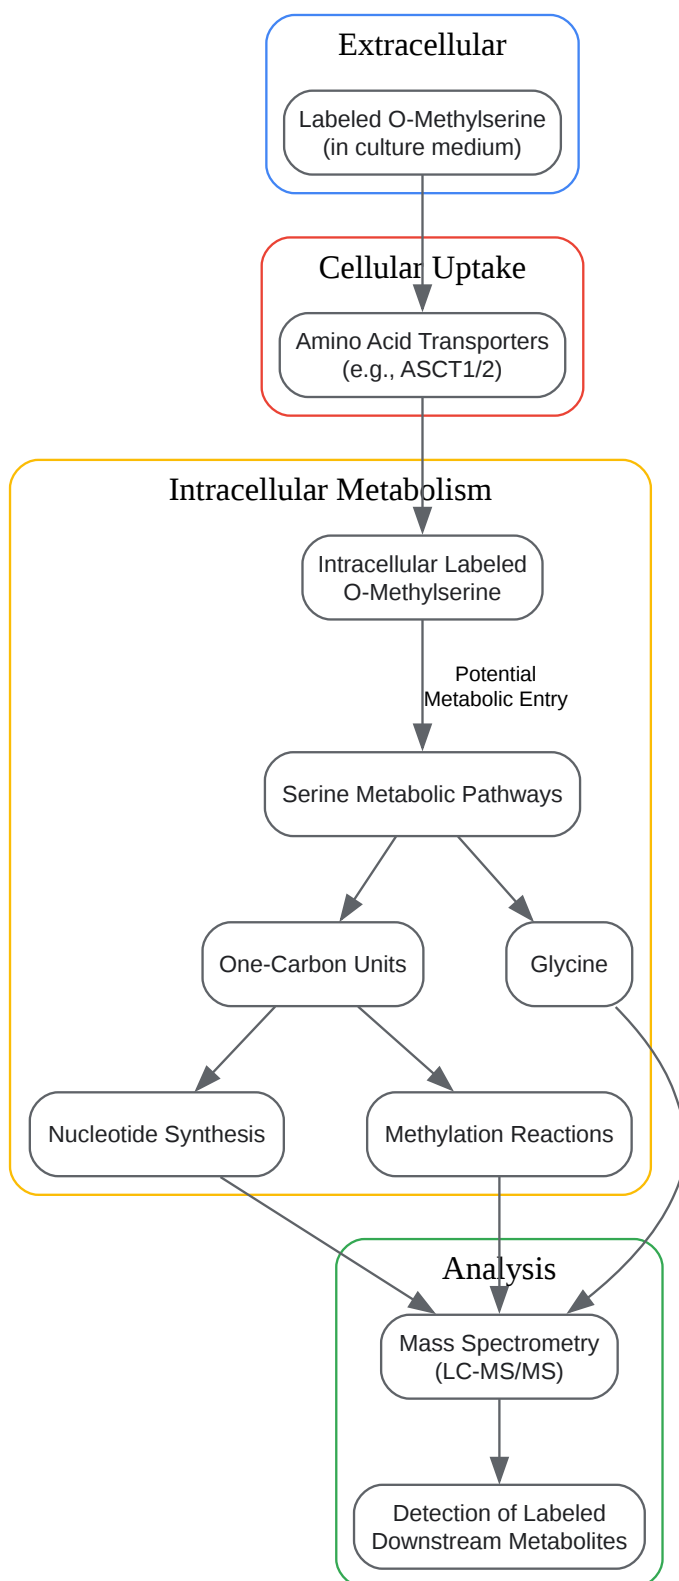 Extracellular
Labeled O-Methylserine
(in culture medium)
Cellular Uptake
Amino Acid Transporters
(e.g., ASCT1/2)
Intracellular Metabolism
Intracellular Labeled
O-Methylserine
Potential
Metabolic Entry
Serine Metabolic Pathways
One-Carbon Units
Glycine
Nucleotide Synthesis
Methylation Reactions
Analysis
Mass Spectrometry
(LC-MS/MS)
Detection of Labeled
Downstream Metabolites